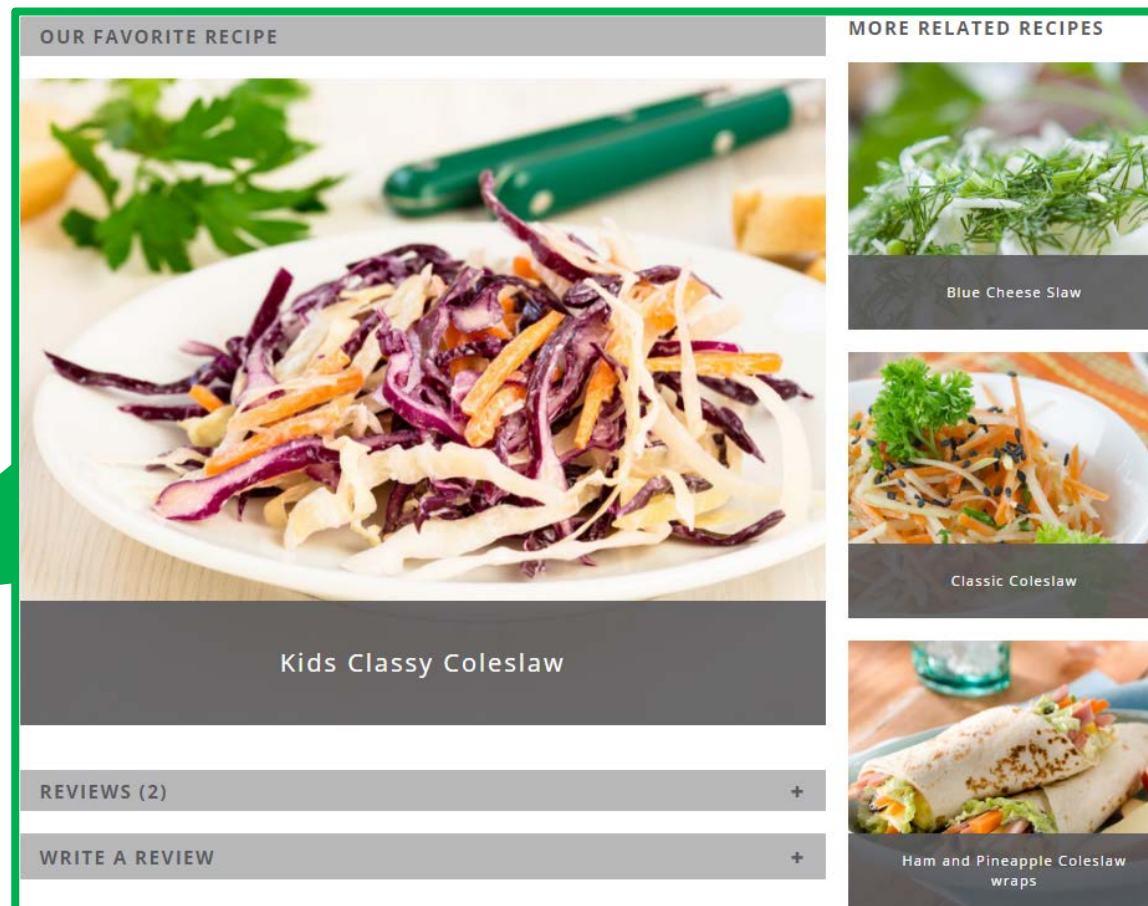 OUR FAVORITE RECIPE
Kids Classy Coleslaw
REVIEWS (2) +
WRITE A REVIEW +
MORE RELATED RECIPES
Blue Cheese Slaw
Classic Coleslaw
Ham and Pineapple Coleslaw
wraps